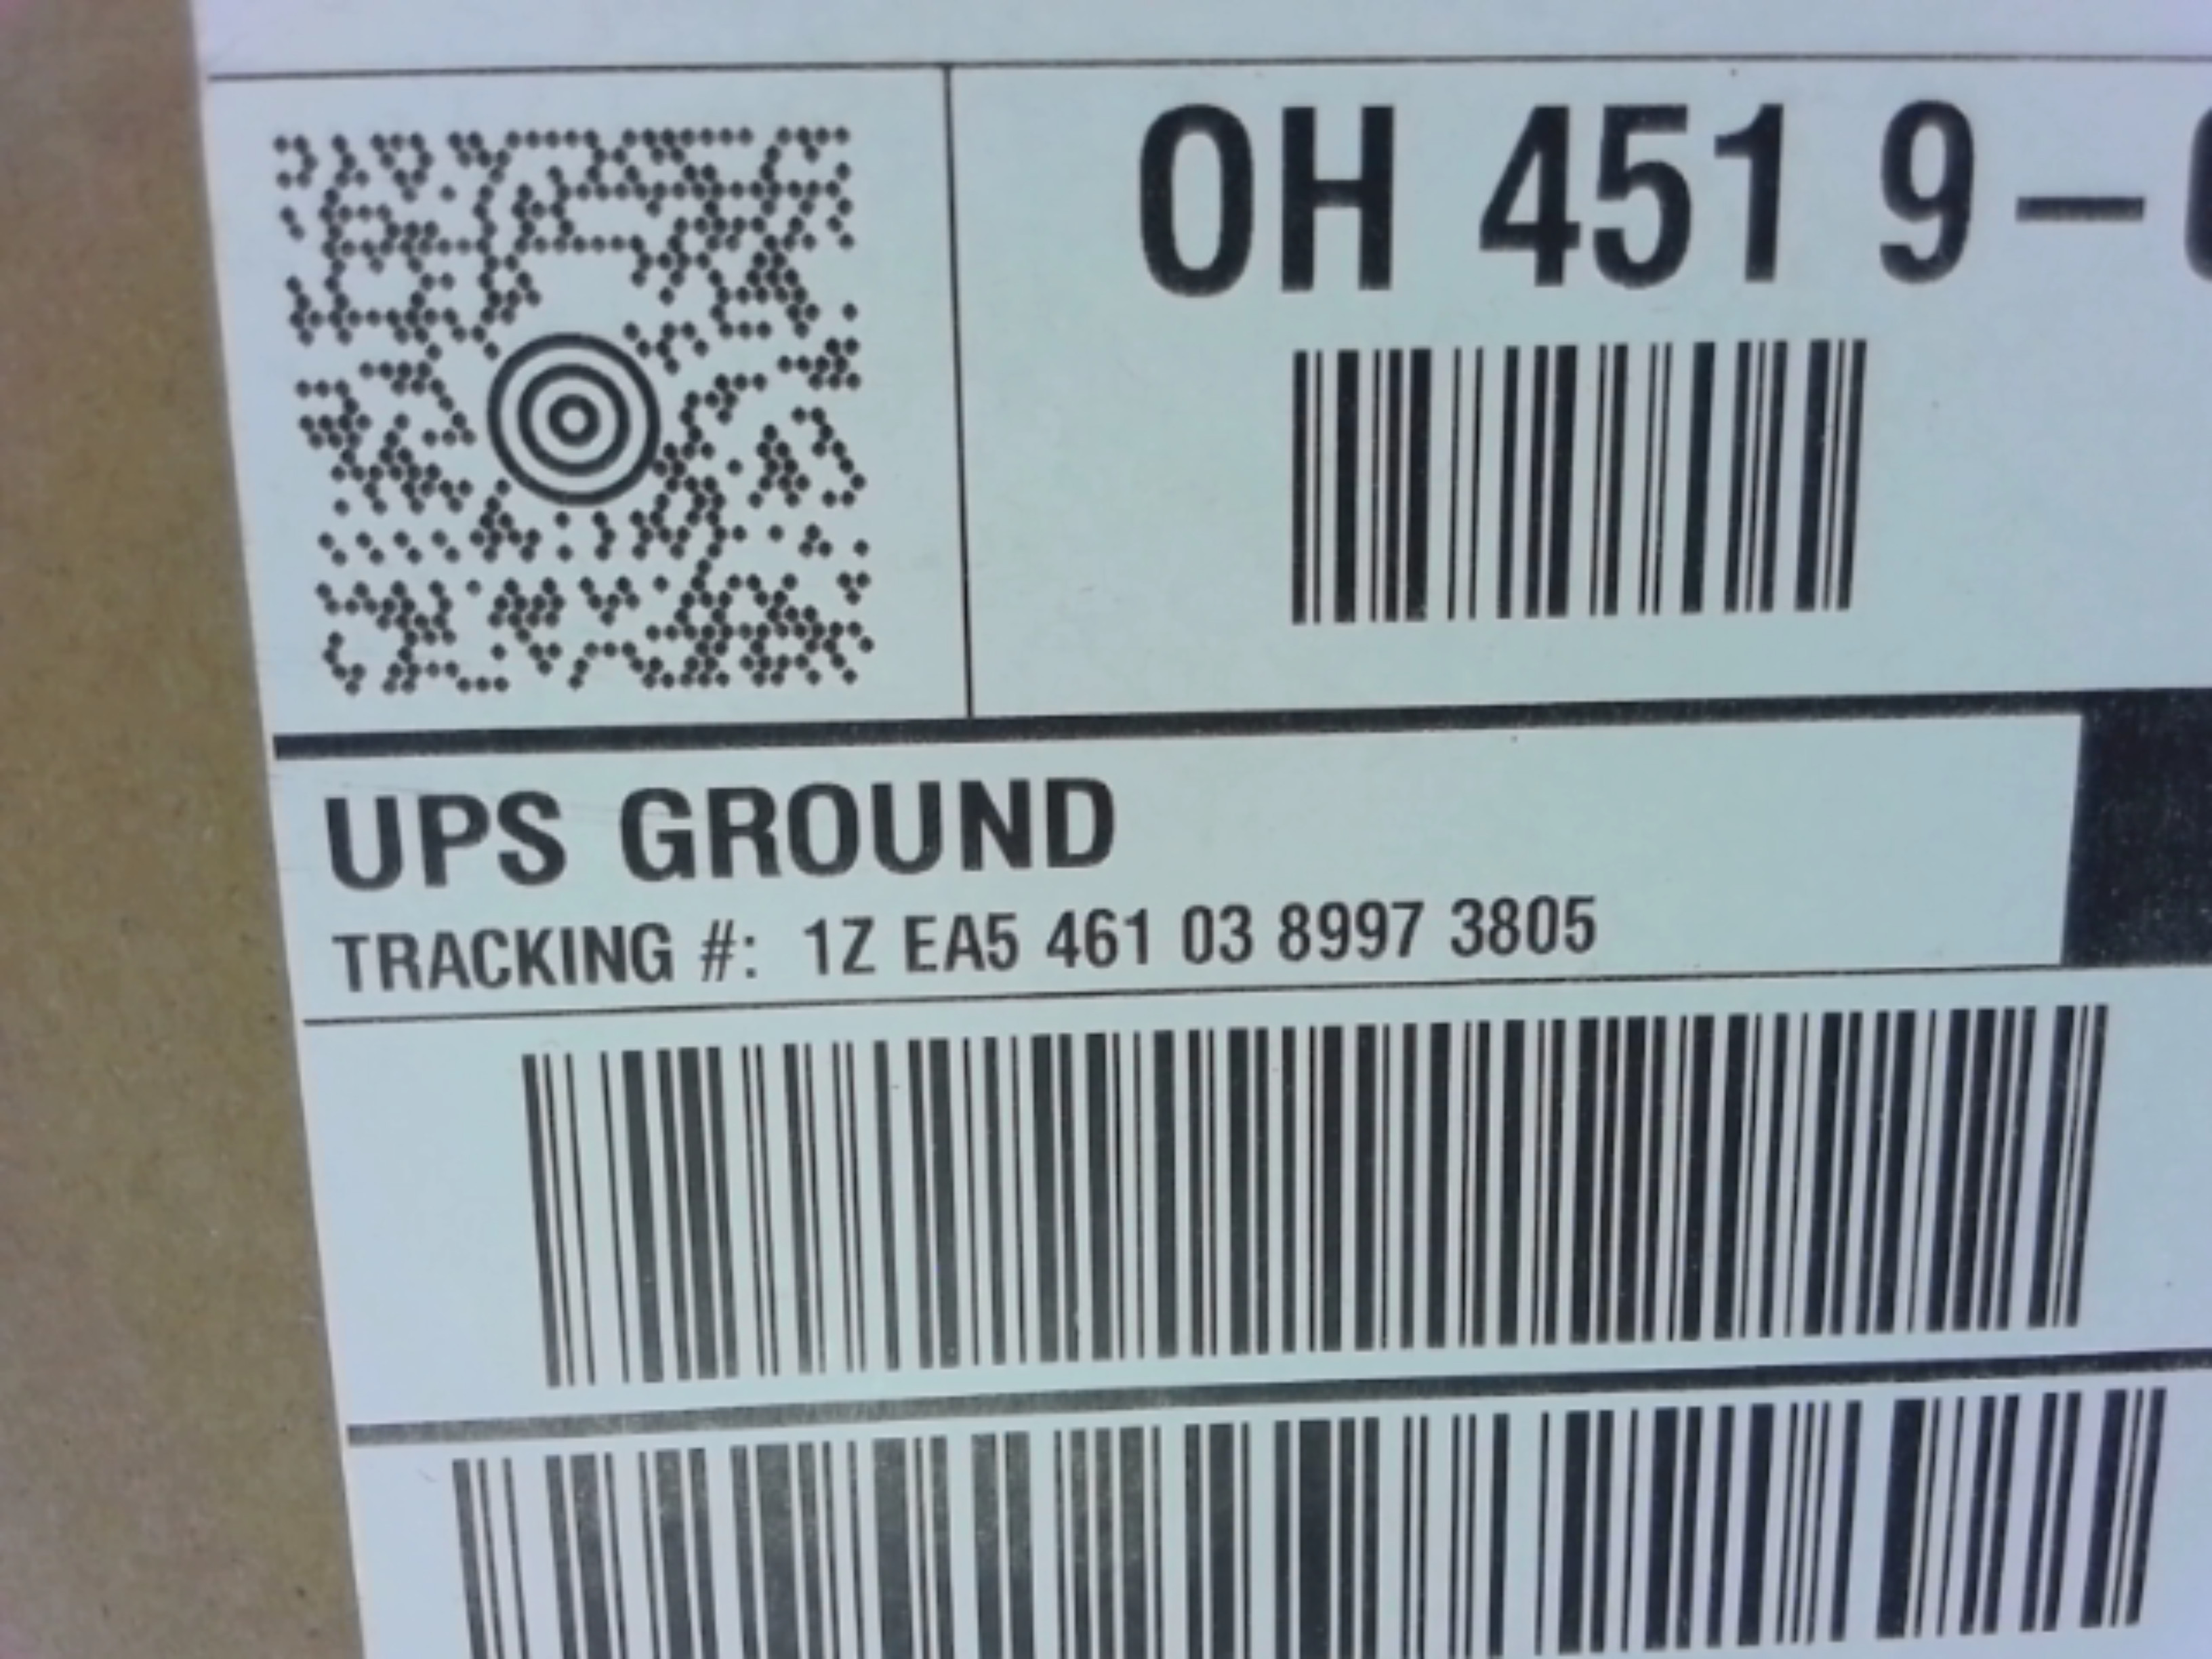 OH 451 9-
UPS GROUND
TRACKING #: 1Z EA5 461 03 8997 3805